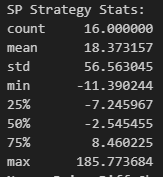 SP Strategy Stats:
count 16.000000
mean 18.373157
std 56.563045
min -11.390244
25% -7.245967
50% -2.545455
75% 8.460225
max 185.773684